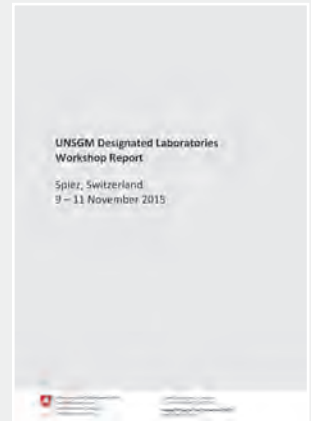 UNSGM Designated Laboratories
Workshop Report
Spiez, Switzerland
9 – 11 November 2015